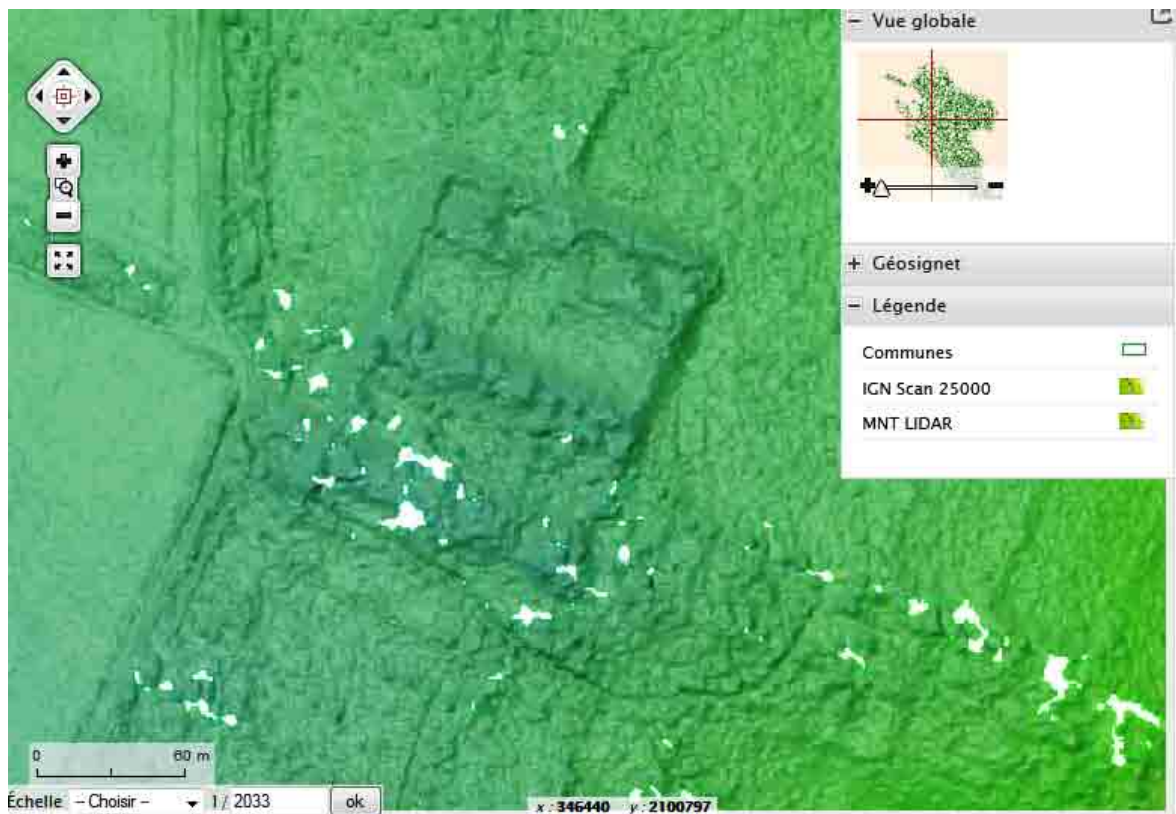 Vue globale
Géosignet
Légende
Communes
IGN Scan 25000
MNT LIDAR
0 60 m
Échelle -- Choisir -- 1 / 2033 ok
x : 346440 y : 2100797